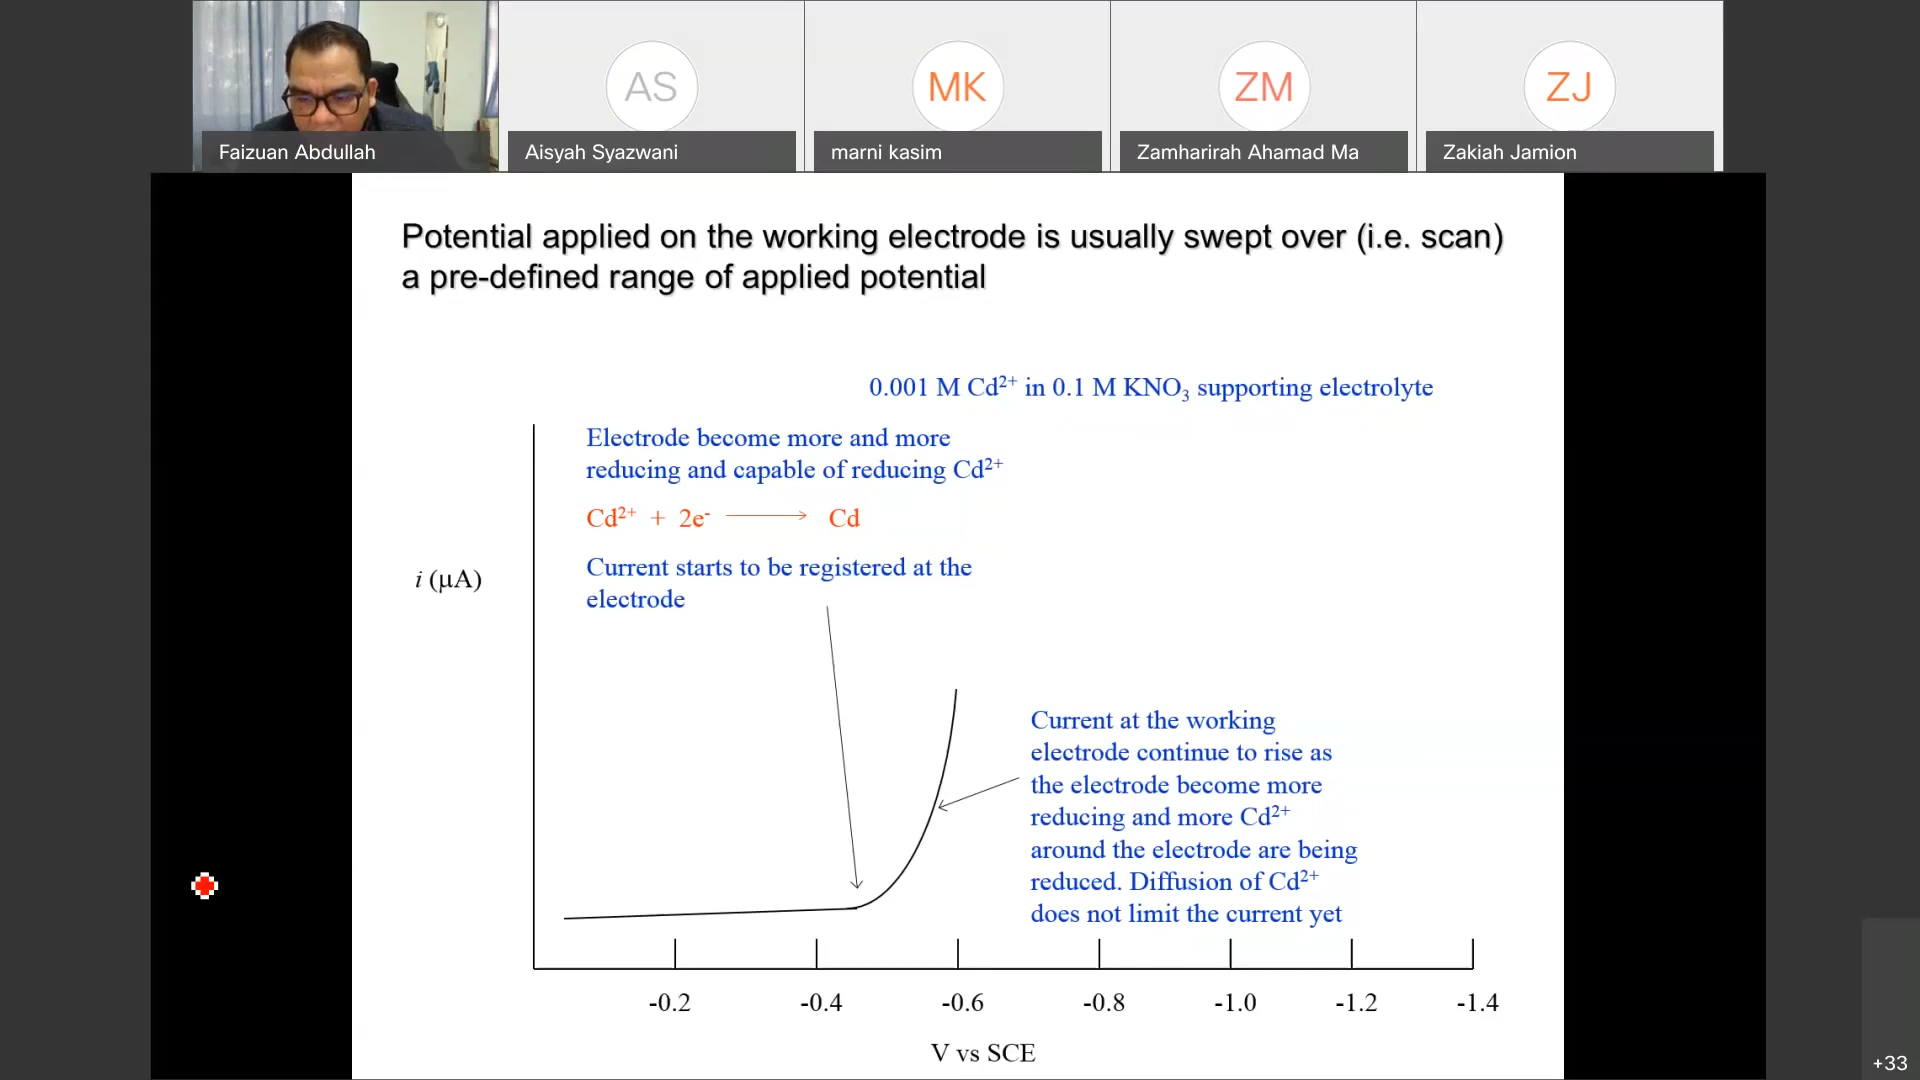 AS
MK
ZM
ZJ
Faizuan Abdullah
Aisyah Syazwani
marni kasim
Zamharirah Ahamad Ma
Zakiah Jamion
Potential applied on the working electrode is usually swept over (i.e. scan)
a pre-defined range of applied potential
0.001 M Cd²⁺ in 0.1 M KNO₃ supporting electrolyte
Electrode become more and more
reducing and capable of reducing Cd²⁺
Cd²⁺ + 2e⁻ ⟶ Cd
Current starts to be registered at the
electrode
i (μA)
Current at the working
electrode continue to rise as
the electrode become more
reducing and more Cd²⁺
around the electrode are being
reduced. Diffusion of Cd²⁺
does not limit the current yet
-0.2 -0.4 -0.6 -0.8 -1.0 -1.2 -1.4
V vs SCE
+33